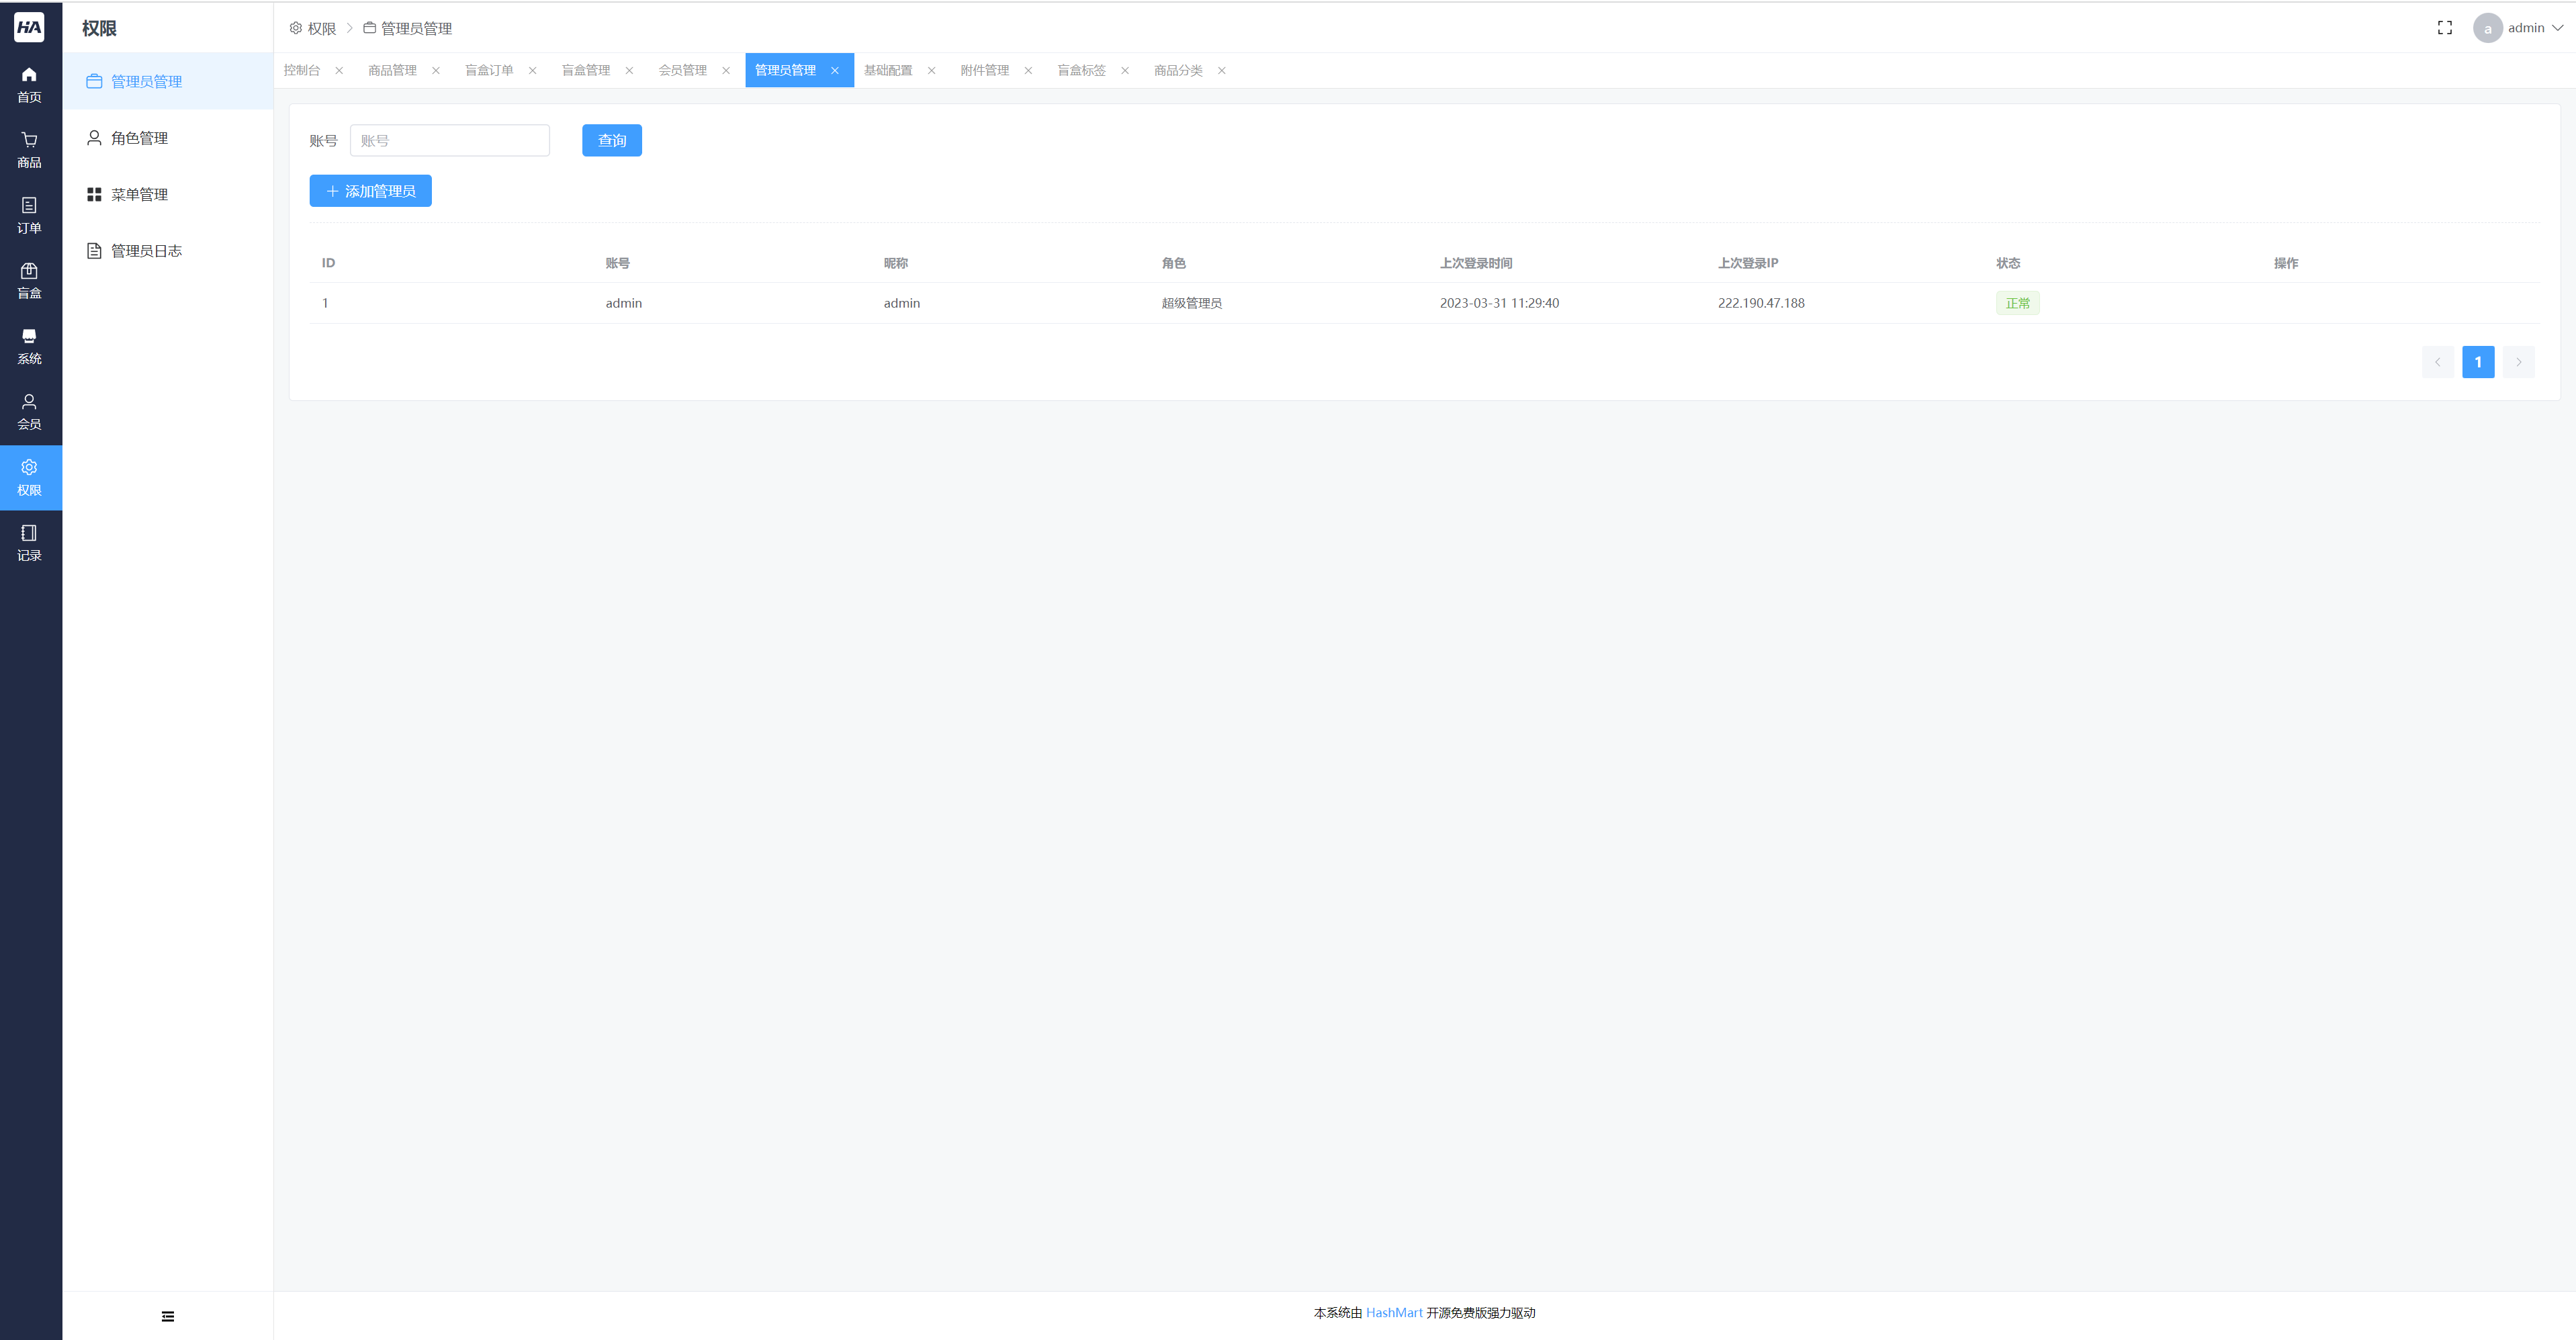 HA
首页
商品
订单
盲盒
系统
会员
权限
记录
权限
管理员管理
角色管理
菜单管理
管理员日志
权限 管理员管理
a admin
控制台 商品管理 盲盒订单 盲盒管理 会员管理 管理员管理 基础配置 附件管理 盲盒标签 商品分类
账号 账号 查询
添加管理员
ID 账号 昵称 角色 上次登录时间 上次登录IP 状态 操作
1 admin admin 超级管理员 2023-03-31 11:29:40 222.190.47.188 正常
1
本系统由 HashMart 开源免费版强力驱动